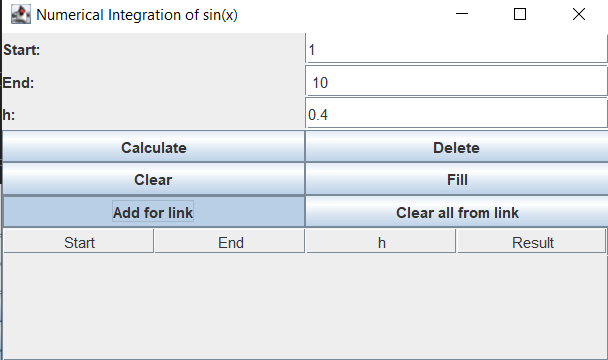 Numerical Integration of sin(x)
Start: 1
End: 10
h: 0.4
Calculate Delete
Clear Fill
Add for link Clear all from link
Start End h Result